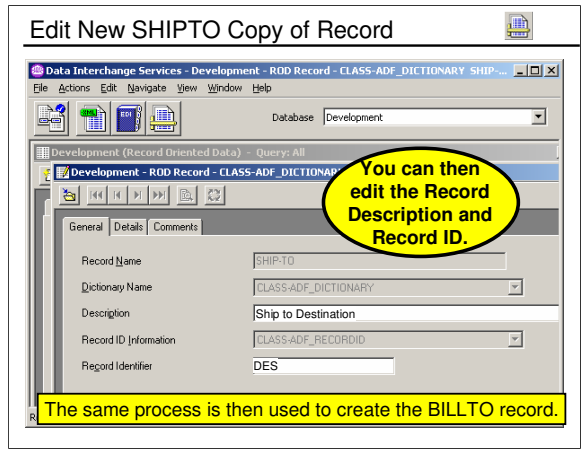 Edit New SHIPTO Copy of Record
Data Interchange Services - Development - ROD Record - CLASS-ADF_DICTIONARY SHIP-...
File Actions Edit Navigate View Window Help
EDI
Database Development
Development (Record Oriented Data) - Query: All
Development - ROD Record - CLASS-ADF_DICTIONAR
You can then
edit the Record
Description and
Record ID.
General Details Comments
Record Name SHIP-TO
Dictionary Name CLASS-ADF_DICTIONARY
Description Ship to Destination
Record ID Information CLASS-ADF_RECORDID
Record Identifier DES
The same process is then used to create the BILLTO record.